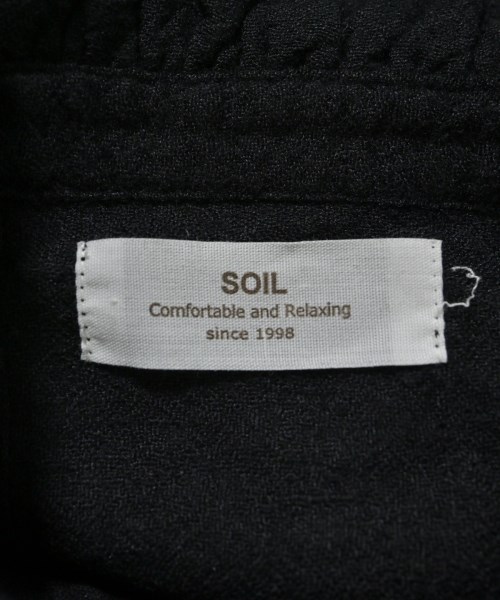 SOIL
Comfortable and Relaxing
since 1998